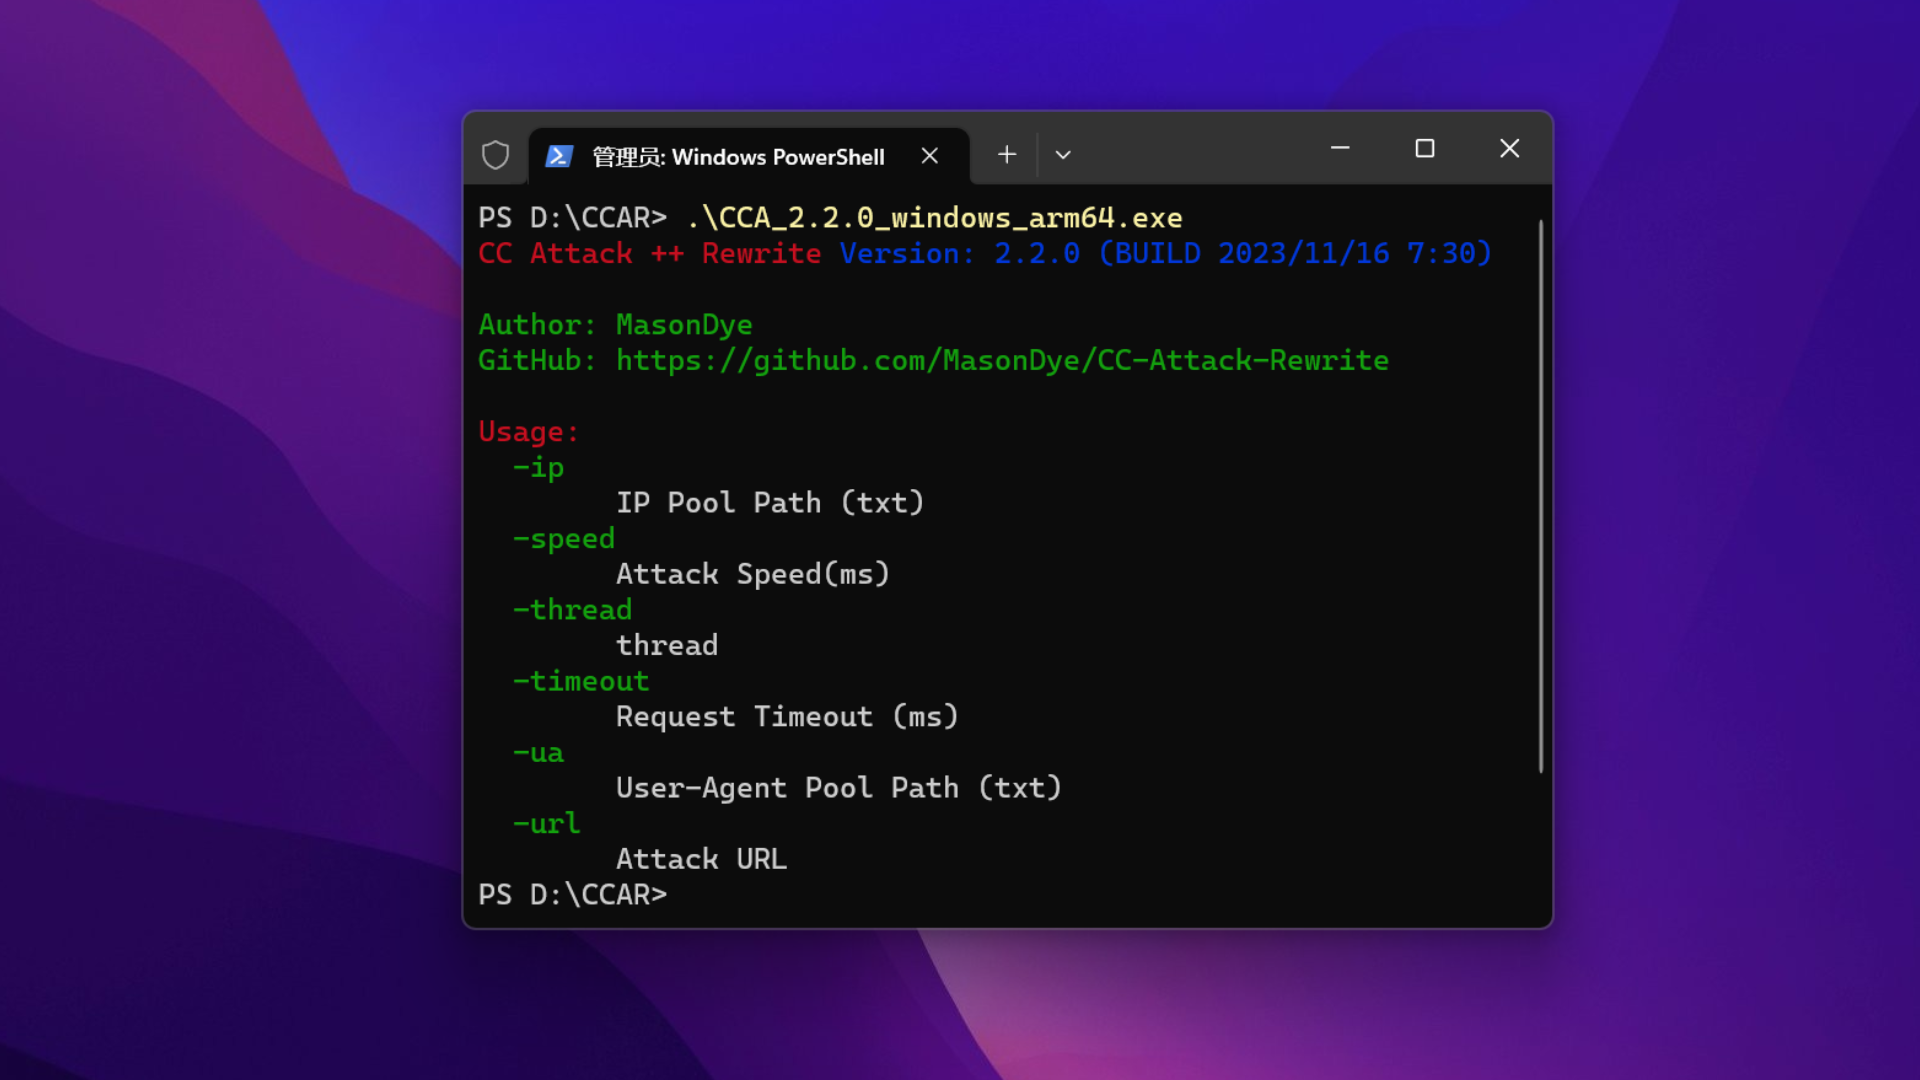 管理员: Windows PowerShell
PS D:\CCAR> .\CCA_2.2.0_windows_arm64.exe
CC Attack ++ Rewrite Version: 2.2.0 (BUILD 2023/11/16 7:30)
Author: MasonDye
GitHub: https://github.com/MasonDye/CC-Attack-Rewrite
Usage:
-ip
IP Pool Path (txt)
-speed
Attack Speed(ms)
-thread
thread
-timeout
Request Timeout (ms)
-ua
User-Agent Pool Path (txt)
-url
Attack URL
PS D:\CCAR>